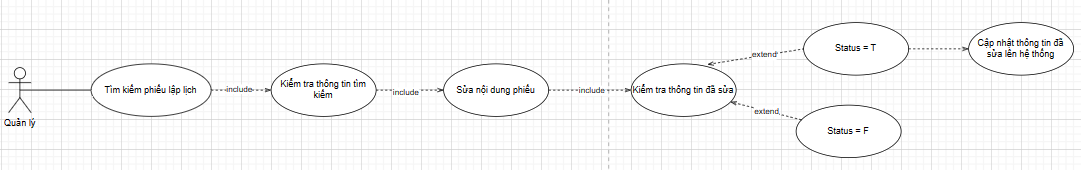 Quản lý
Tìm kiếm phiếu lập lịch
include
Kiểm tra thông tin tìm
kiếm
include
Sửa nội dung phiếu
include
Kiểm tra thông tin đã sửa
extend
Status = T
Cập nhật thông tin đã
sửa lên hệ thống
extend
Status = F